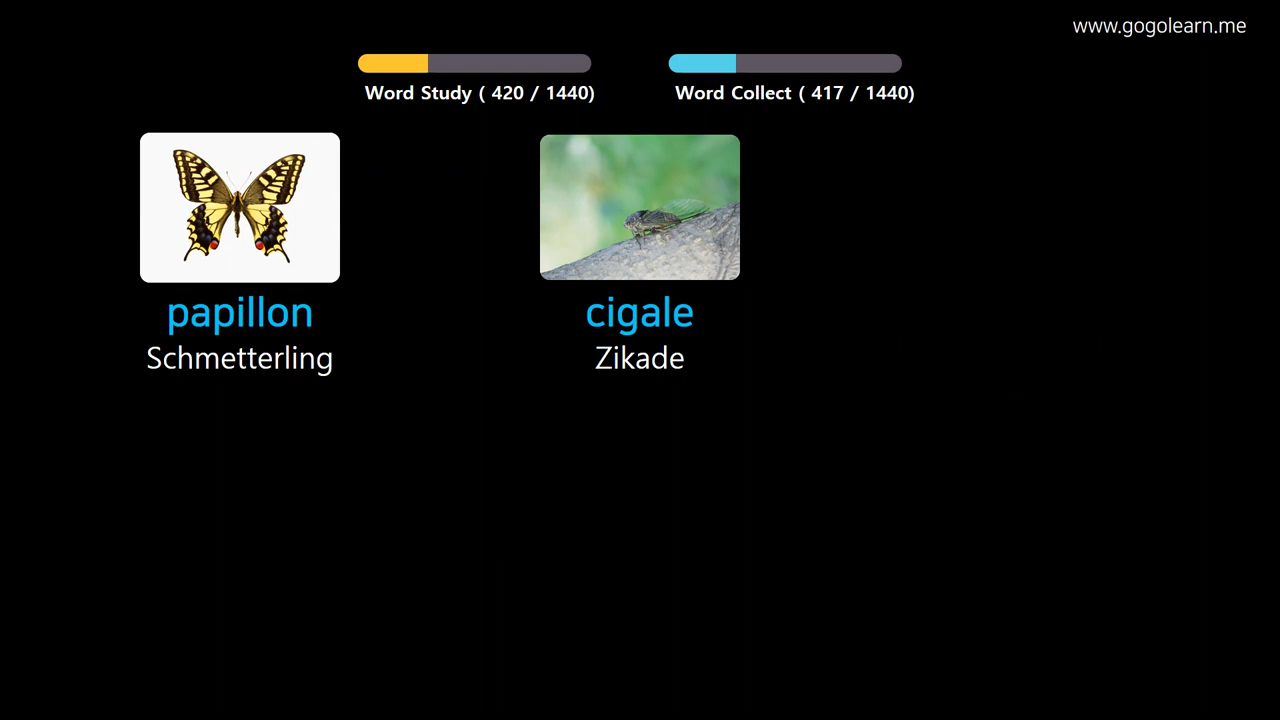 www.gogolearn.me
Word Study ( 420 / 1440)
Word Collect ( 417 / 1440)
papillon
Schmetterling
cigale
Zikade